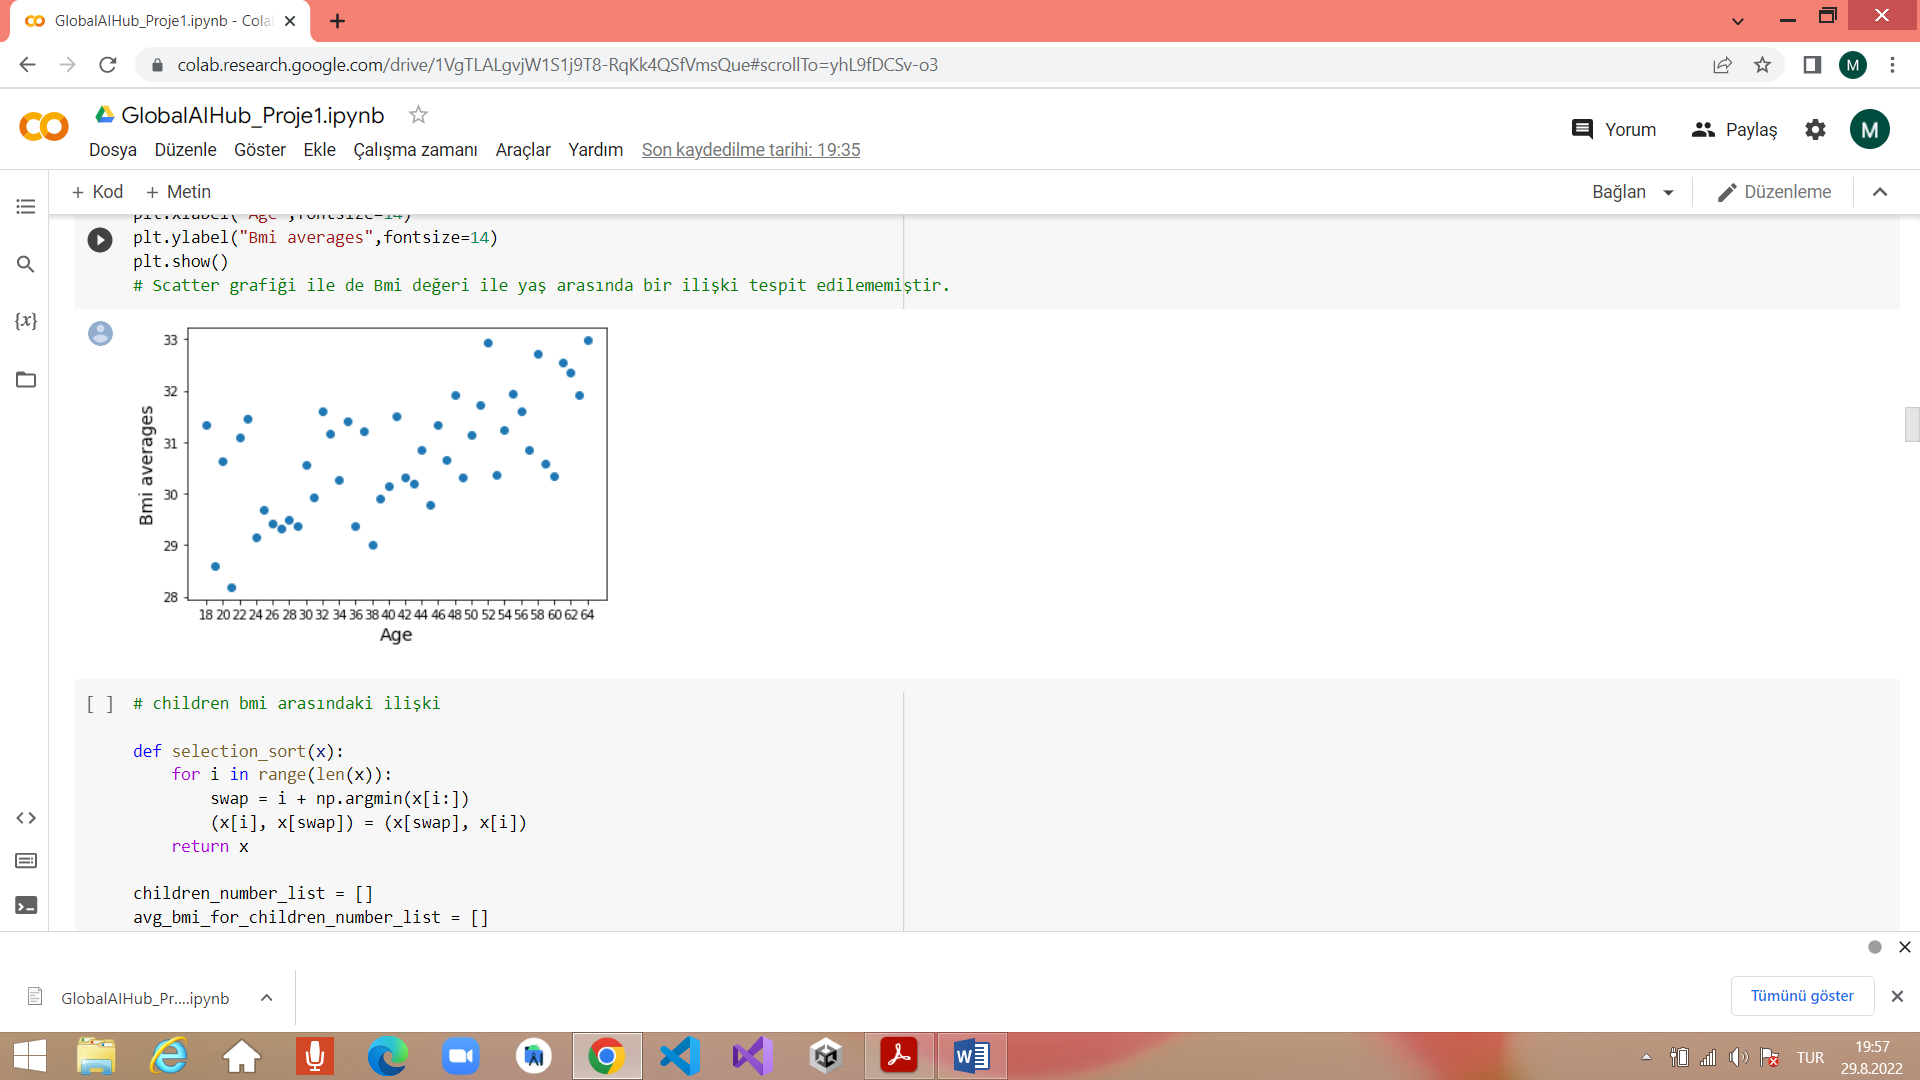 GlobalAIHub_Proje1.ipynb - Cola
colab.research.google.com/drive/1VgTLALgvjW1S1j9T8-RqKk4QSfVmsQue#scrollTo=yhL9fDCSv-o3
M
GlobalAIHub_Proje1.ipynb
Yorum
Paylaş
M
Dosya Düzenle Göster Ekle Çalışma zamanı Araçlar Yardım Son kaydedilme tarihi: 19:35
+ Kod + Metin
Bağlan
Düzenleme
plt.xlabel("Age",fontsize=14)
plt.ylabel("Bmi averages",fontsize=14)
plt.show()
# Scatter grafiği ile de Bmi değeri ile yaş arasında bir ilişki tespit edilememiştir.
{x}
33
32
31
30
29
28
Bmi averages
18 20 22 24 26 28 30 32 34 36 38 40 42 44 46 48 50 52 54 56 58 60 62 64
Age
[ ] # children bmi arasındaki ilişki
def selection_sort(x):
    for i in range(len(x)):
        swap = i + np.argmin(x[i:])
        (x[i], x[swap]) = (x[swap], x[i])
    return x
children_number_list = []
avg_bmi_for_children_number_list = []
GlobalAIHub_Pr....ipynb
Tümünü göster
TUR
19:57
29.8.2022